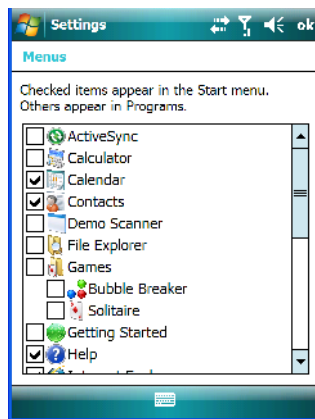 Settings
ok
Menus
Checked items appear in the Start menu.
Others appear in Programs.
ActiveSync
Calculator
Calendar
Contacts
Demo Scanner
File Explorer
Games
Bubble Breaker
Solitaire
Getting Started
Help